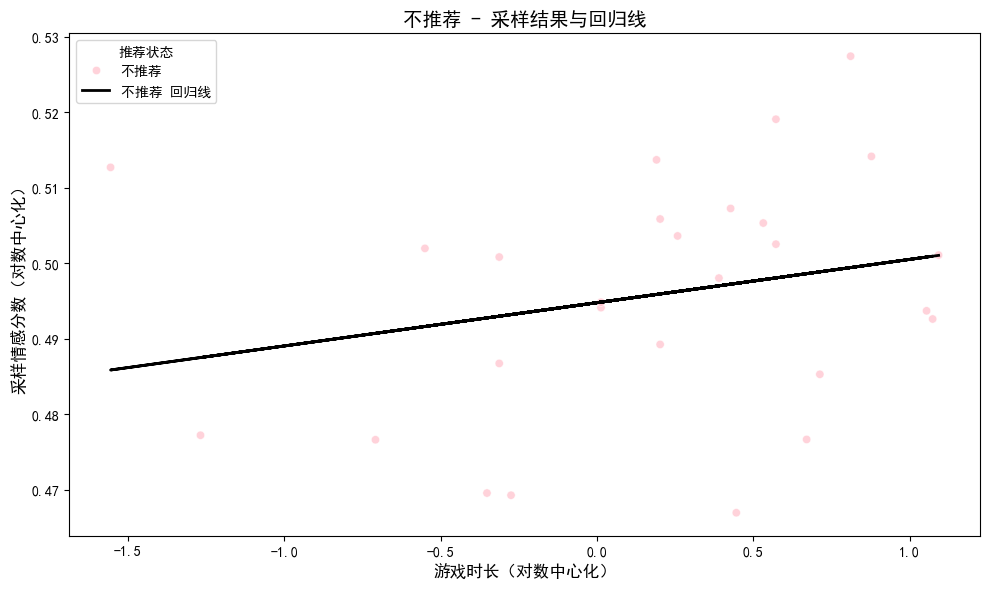 不推荐 - 采样结果与回归线
推荐状态
不推荐
不推荐 回归线
采样情感分数（对数中心化）
0.53
0.52
0.51
0.50
0.49
0.48
0.47
-1.5
-1.0
-0.5
0.0
0.5
1.0
游戏时长（对数中心化）